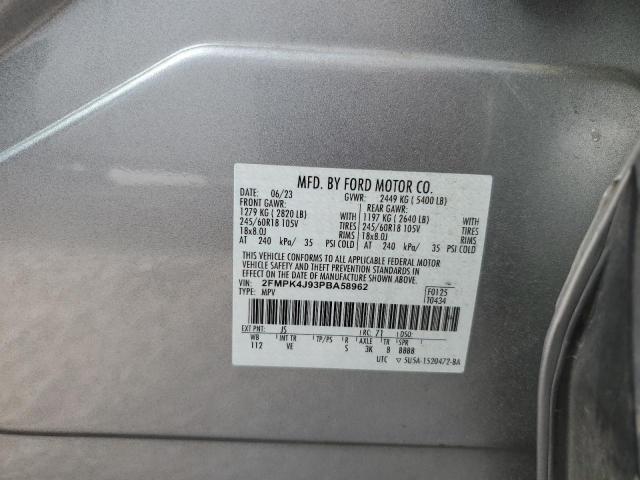 MFD. BY FORD MOTOR CO.
DATE: 06/23 GVWR: 2449 KG ( 5400 LB)
FRONT GAWR: REAR GAWR:
1279 KG ( 2820 LB) WITH 1197 KG ( 2640 LB) WITH
245/60R18 105V TIRES 245/60R18 105V TIRES
18x8.0J RIMS 18x8.0J RIMS
AT 240 kPa/ 35 PSI COLD AT 240 kPa/ 35 PSI COLD
THIS VEHICLE CONFORMS TO ALL APPLICABLE FEDERAL MOTOR
VEHICLE SAFETY AND THEFT PREVENTION STANDARDS IN
EFFECT ON THE DATE OF MANUFACTURE SHOWN ABOVE.
VIN: 2FMPK4J93PBA58962 F0125
TYPE: MPV T0434
EXT PNT: JS RC: 71 DSO:
WB INT TR TP/PS R AXLE TR SPR
112 VE S 3K B BBBB
UTC ▽ 5U5A-1520472-BA